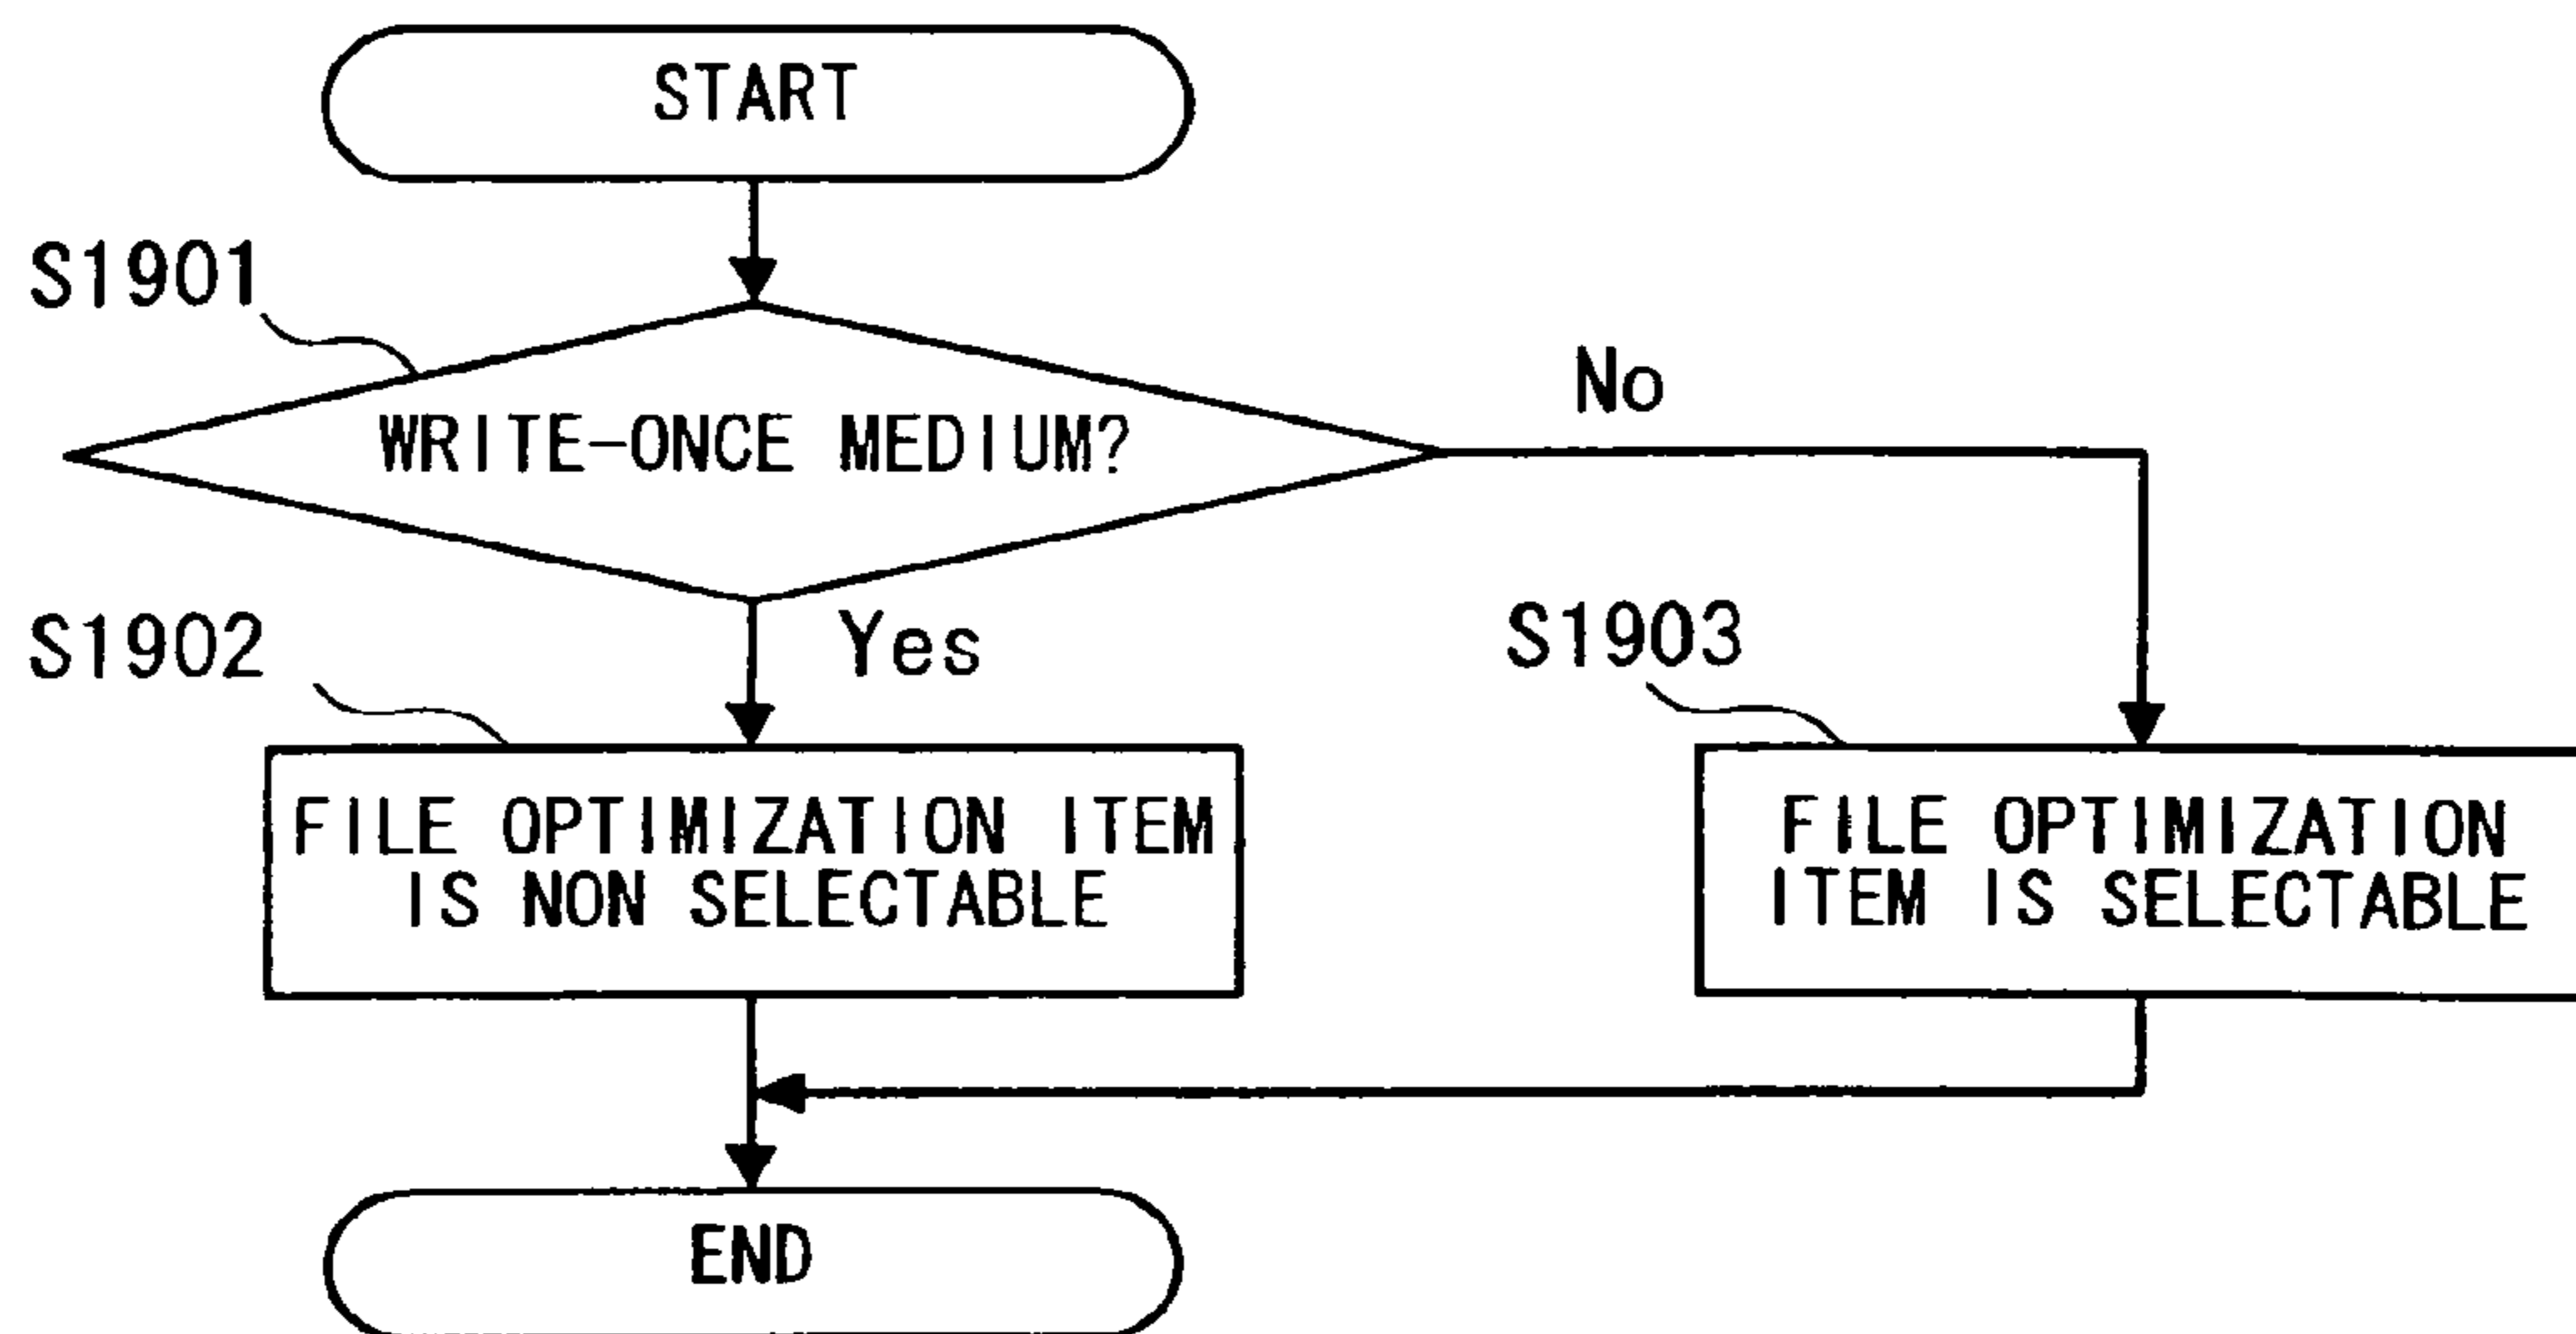 START
S1901
WRITE-ONCE MEDIUM?
No
Yes
S1902
S1903
FILE OPTIMIZATION ITEM
IS NON SELECTABLE
FILE OPTIMIZATION
ITEM IS SELECTABLE
END